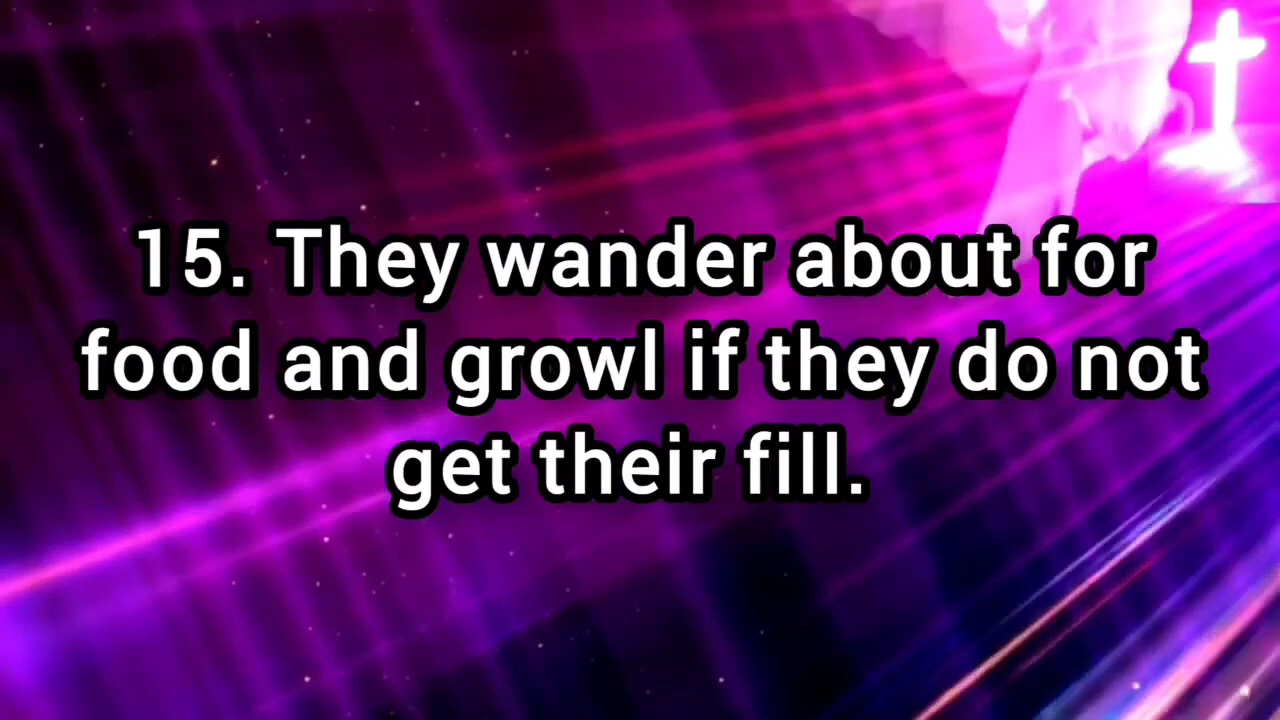 15. They wander about for
food and growl if they do not
get their fill.